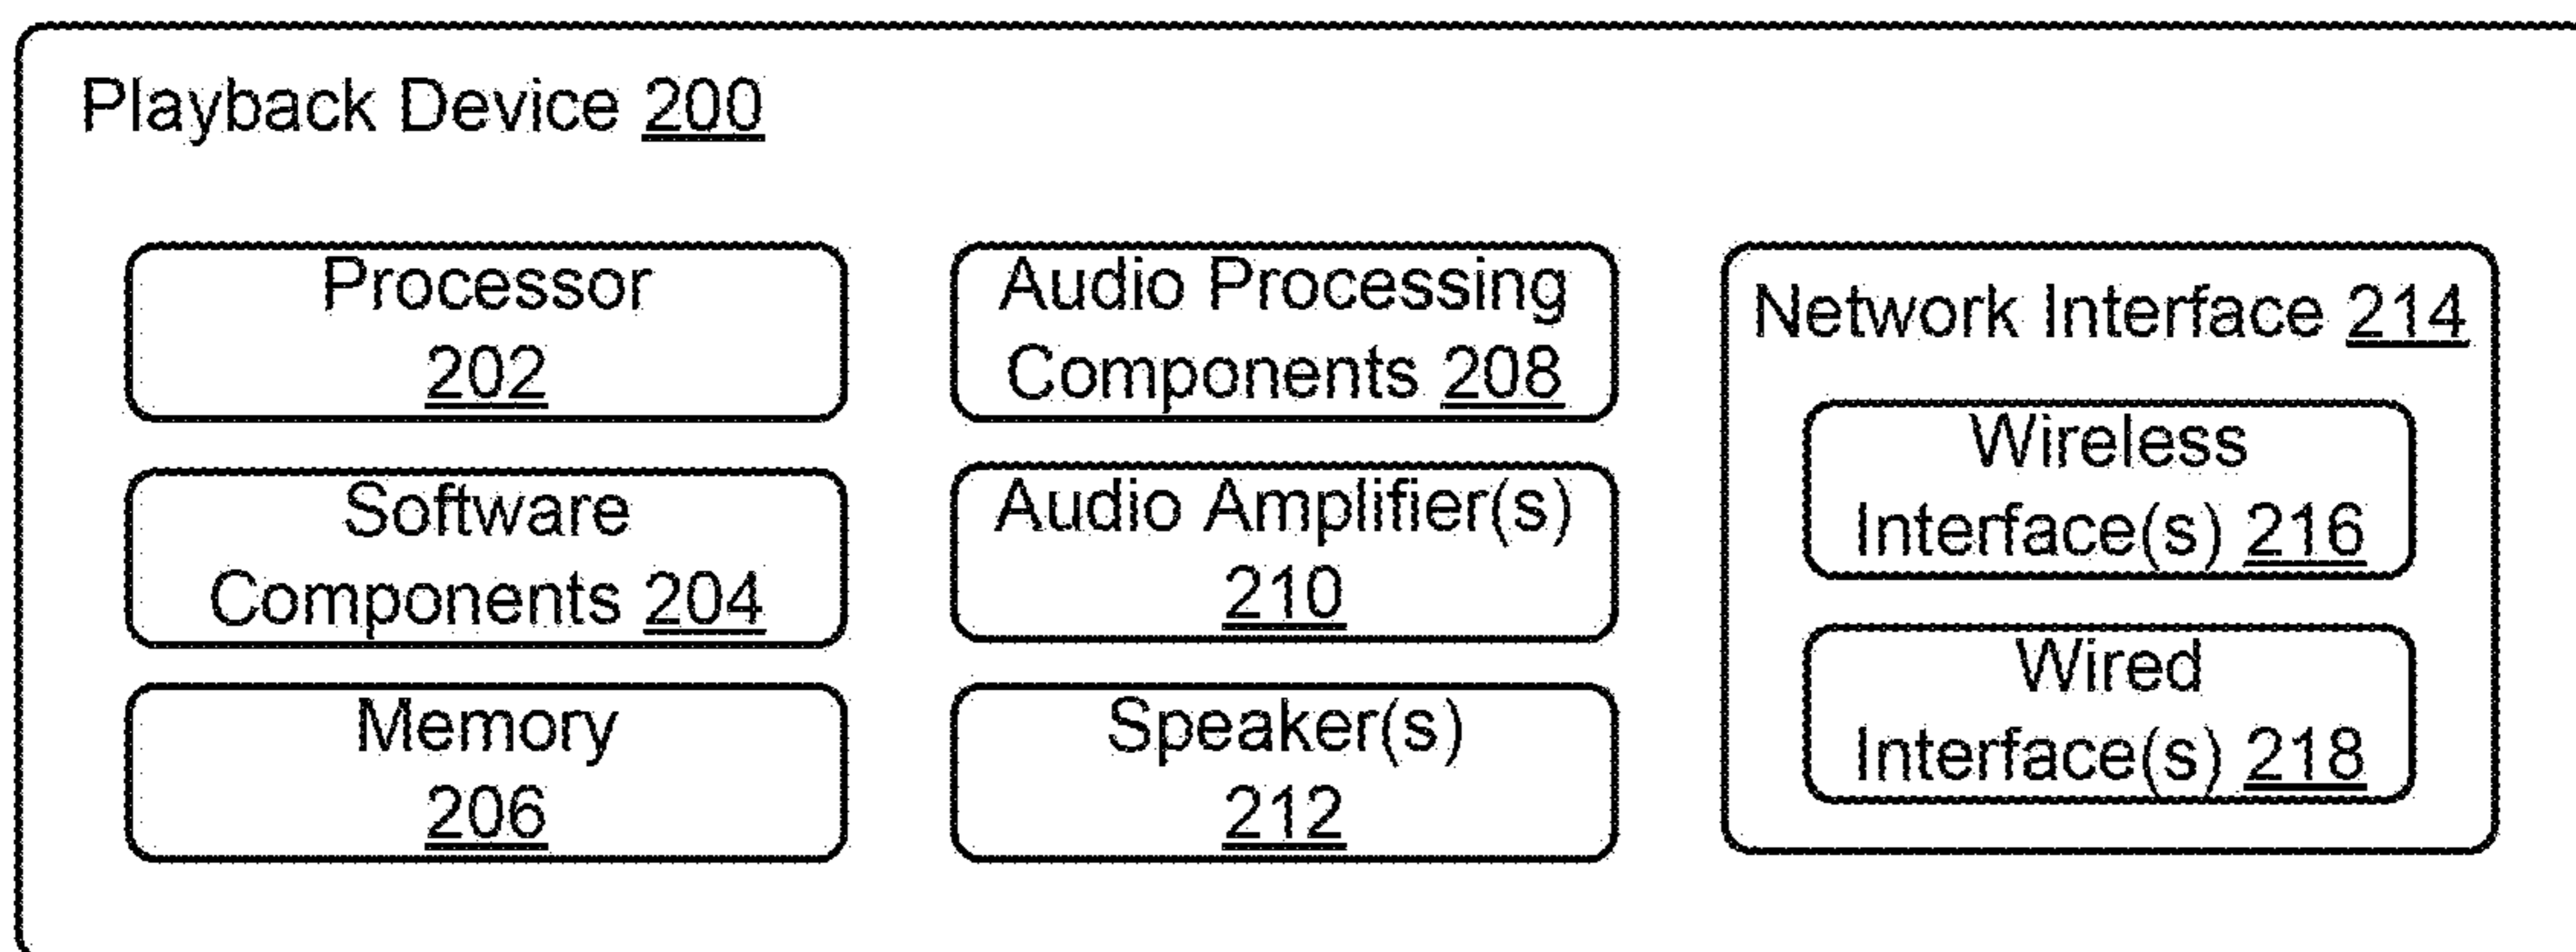 Playback Device 200
Processor
202
Software
Components 204
Memory
206
Audio Processing
Components 208
Audio Amplifier(s)
210
Speaker(s)
212
Network Interface 214
Wireless
Interface(s) 216
Wired
Interface(s) 218